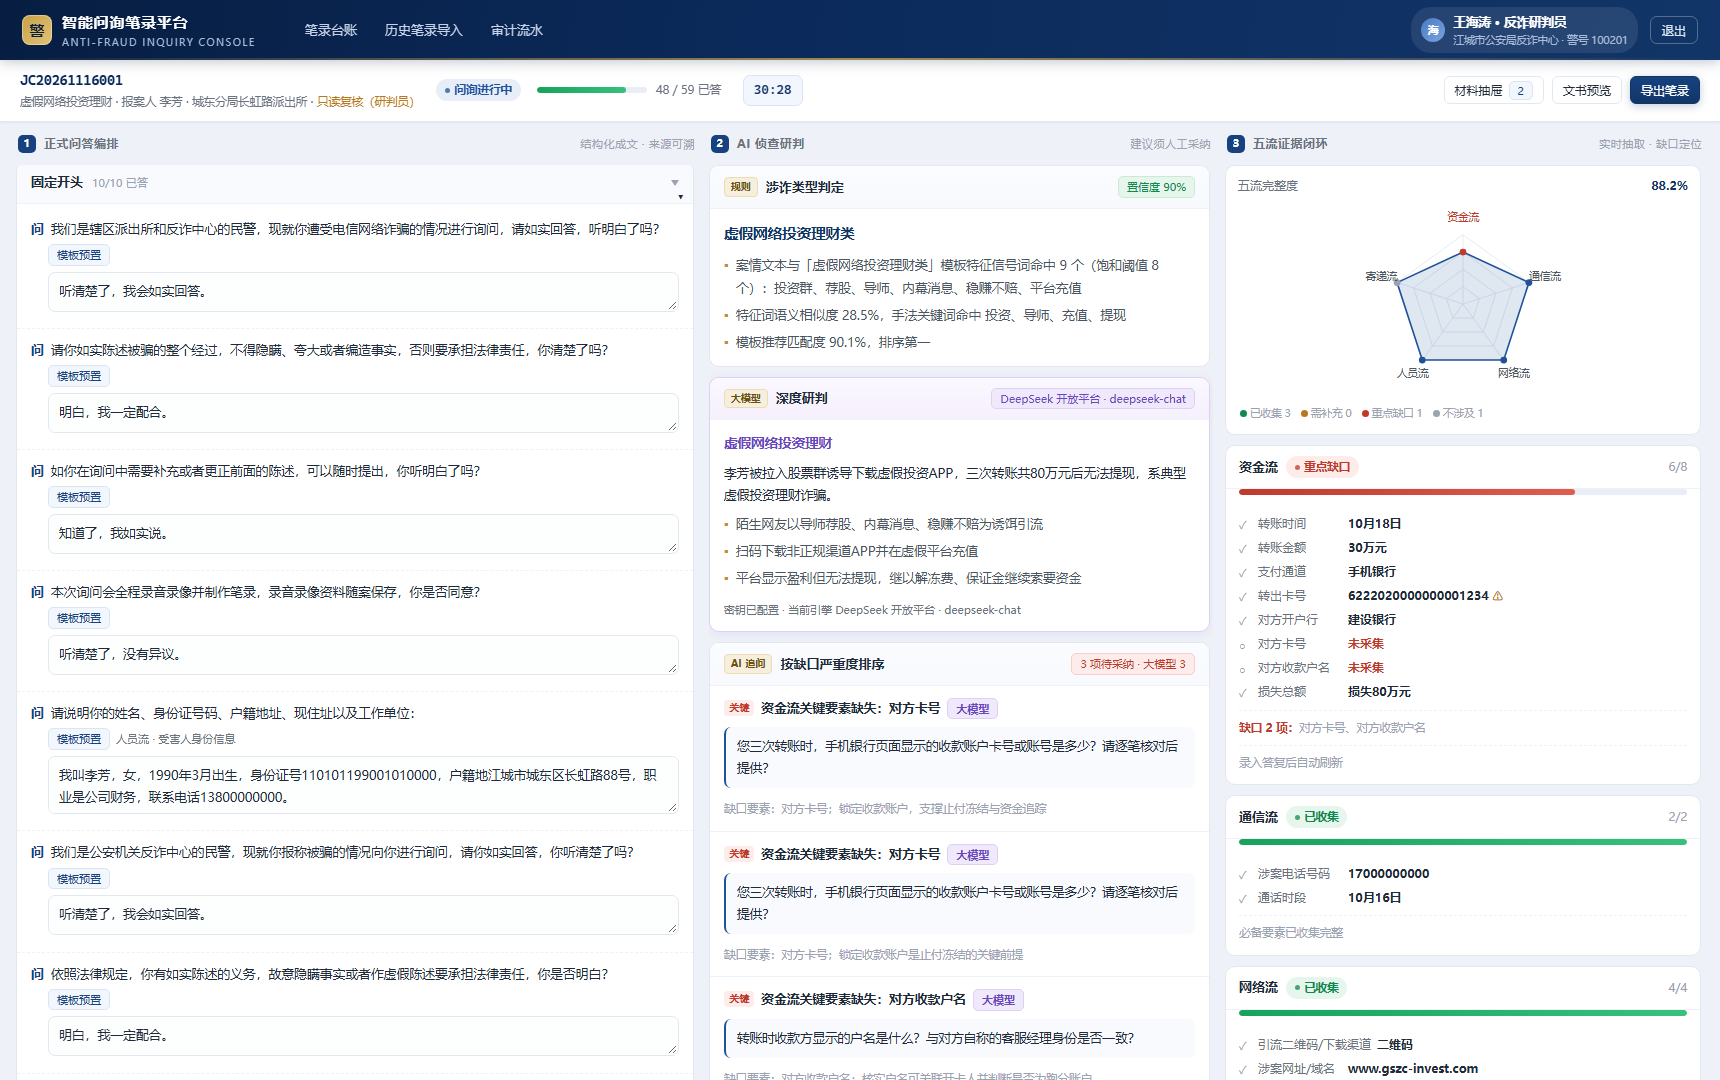 警
智能问询笔录平台
ANTI-FRAUD INQUIRY CONSOLE
笔录台账
历史笔录导入
审计流水
海
王海涛 • 反诈研判员
江城市公安局反诈中心 · 警号 100201
退出
JC20261116001
虚假网络投资理财 · 报案人 李芳 · 城东分局长虹路派出所 · 只读复核（研判员）
问询进行中
48 / 59 已答
30:28
材料抽屉 2
文书预览
导出笔录
1 正式问答编排
结构化成文 · 来源可溯
固定开头 10/10 已答
问 我们是辖区派出所和反诈中心的民警，现就你遭受电信网络诈骗的情况进行询问，请如实回答，听明白了吗？
模板预置
听清楚了，我会如实回答。
问 请你如实陈述被骗的整个经过，不得隐瞒、夸大或者编造事实，否则要承担法律责任，你清楚了吗？
模板预置
明白，我一定配合。
问 如你在询问中需要补充或者更正前面的陈述，可以随时提出，你听明白了吗？
模板预置
知道了，我如实说。
问 本次询问会全程录音录像并制作笔录，录音录像资料随案保存，你是否同意？
模板预置
听清楚了，没有异议。
问 请说明你的姓名、身份证号码、户籍地址、现住址以及工作单位：
模板预置 人员流 · 受害人身份信息
我叫李芳，女，1990年3月出生，身份证号110101199001010000，户籍地江城市城东区长虹路88号，职
业是公司财务，联系电话13800000000。
问 我们是公安机关反诈中心的民警，现就你报称被骗的情况向你进行询问，请你如实回答，你听清楚了吗？
模板预置
听清楚了，我会如实回答。
问 依照法律规定，你有如实陈述的义务，故意隐瞒事实或者作虚假陈述要承担法律责任，你是否明白？
模板预置
明白，我一定配合。
2 AI 侦查研判
建议须人工采纳
规则 涉诈类型判定
置信度 90%
虚假网络投资理财类
案情文本与「虚假网络投资理财类」模板特征信号词命中 9 个（饱和阈值 8
个）：投资群、荐股、导师、内幕消息、稳赚不赔、平台充值
特征词语义相似度 28.5%，手法关键词命中 投资、导师、充值、提现
模板推荐匹配度 90.1%，排序第一
大模型 深度研判
DeepSeek 开放平台 · deepseek-chat
虚假网络投资理财
李芳被拉入股票群诱导下载虚假投资APP，三次转账共80万元后无法提现，系典型
虚假投资理财诈骗。
陌生网友以导师荐股、内幕消息、稳赚不赔为诱饵引流
扫码下载非正规渠道APP并在虚假平台充值
平台显示盈利但无法提现，继以解冻费、保证金继续索要资金
密钥已配置 · 当前引擎 DeepSeek 开放平台 · deepseek-chat
AI 追问 按缺口严重度排序
3 项待采纳 · 大模型 3
关键 资金流关键要素缺失：对方卡号 大模型
您三次转账时，手机银行页面显示的收款账户卡号或账号是多少？请逐笔核对后
提供？
缺口要素：对方卡号；锁定收款账户，支撑止付冻结与资金追踪
关键 资金流关键要素缺失：对方卡号 大模型
您三次转账时，手机银行页面显示的收款账户卡号或账号是多少？请逐笔核对后
提供？
缺口要素：对方卡号；锁定收款账户是止付冻结的关键前提
关键 资金流关键要素缺失：对方收款户名 大模型
转账时收款方显示的户名是什么？与对方自称的客服经理身份是否一致？
缺口要素：对方收款户名；核实户名可关联开卡人并判断是否为跑分账户
3 五流证据闭环
实时抽取 · 缺口定位
五流完整度
88.2%
资金流
寄递流
通信流
人员流
网络流
已收集 3
需补充 0
重点缺口 1
不涉及 1
资金流 重点缺口 6/8
转账时间 10月18日
转账金额 30万元
支付通道 手机银行
转出卡号 6222020000000001234
对方开户行 建设银行
对方卡号 未采集
对方收款户名 未采集
损失总额 损失80万元
缺口 2 项：对方卡号、对方收款户名
录入答复后自动刷新
通信流 已收集 2/2
涉案电话号码 17000000000
通话时段 10月16日
必备要素已收集完整
网络流 已收集 4/4
引流二维码/下载渠道 二维码
涉案网址/域名 www.gszc-invest.com